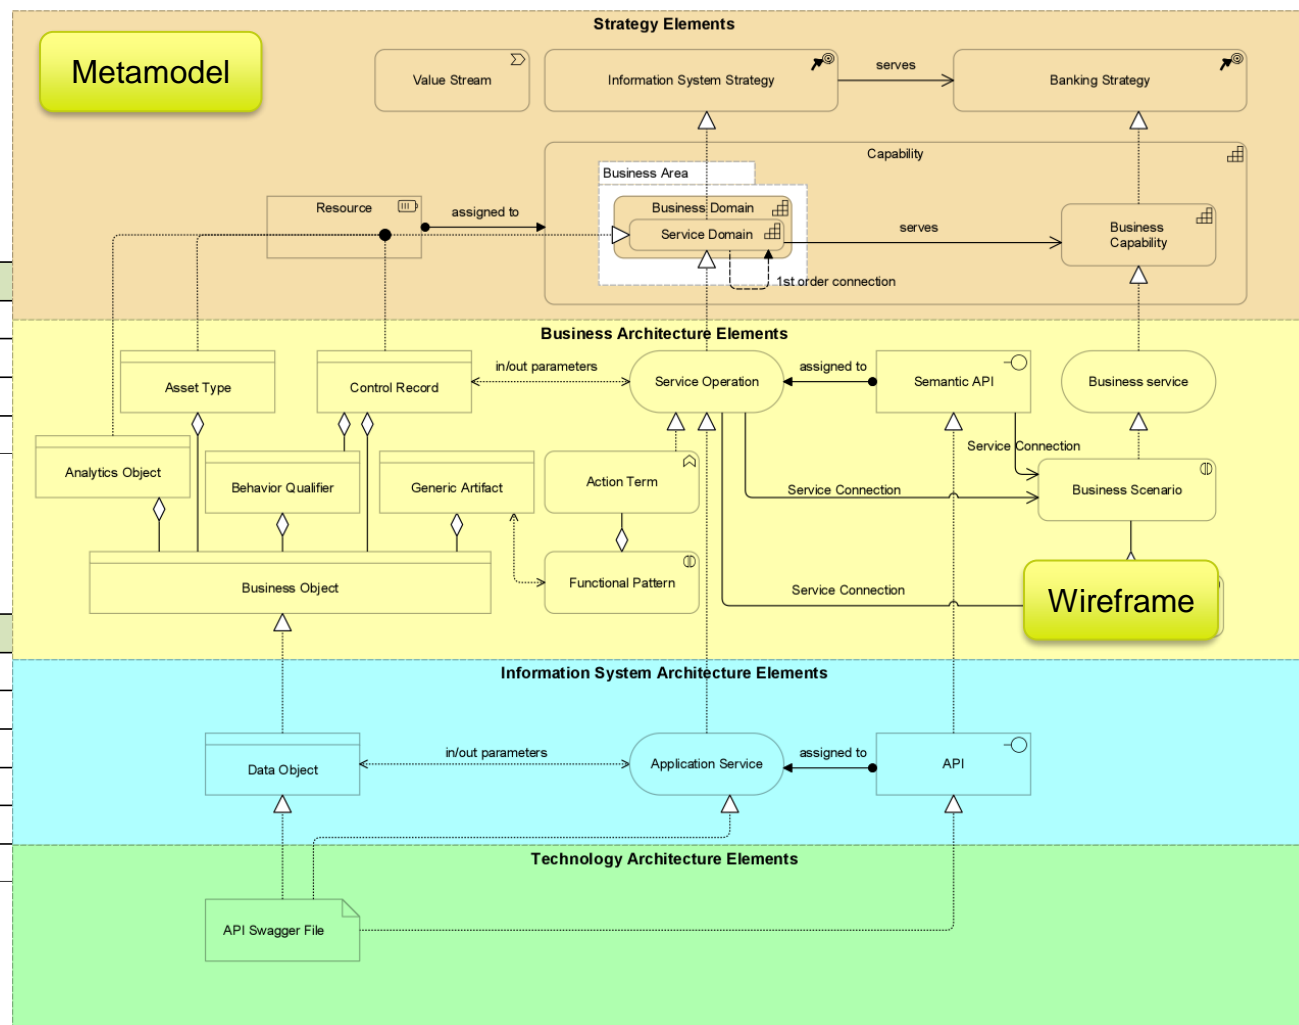 Strategy Elements
Metamodel
Value Stream
Information System Strategy
serves
Banking Strategy
Capability
Business Area
Resource
assigned to
Business Domain
Service Domain
serves
Business
Capability
1st order connection
Business Architecture Elements
Asset Type
Control Record
in/out parameters
Service Operation
assigned to
Semantic API
Business service
Service Connection
Analytics Object
Behavior Qualifier
Generic Artifact
Action Term
Service Connection
Business Scenario
Business Object
Functional Pattern
Service Connection
Wireframe
Information System Architecture Elements
Data Object
in/out parameters
Application Service
assigned to
API
Technology Architecture Elements
API Swagger File